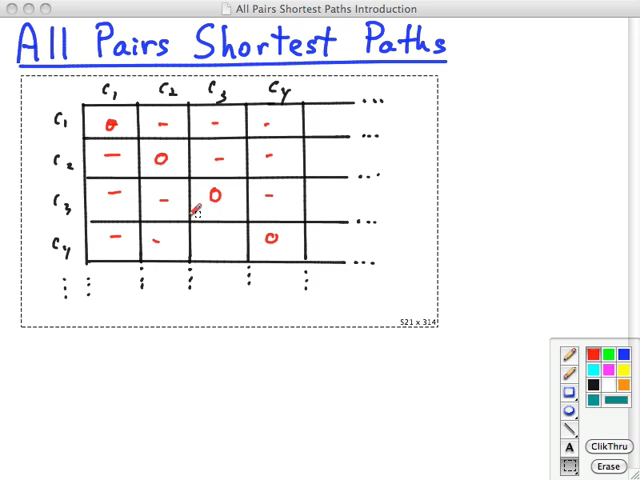 All Pairs Shortest Paths Introduction
All Pairs Shortest Paths
C1 C2 C3 C4 ...
C1 0 - - - ...
C2 - 0 - - ...
C3 - - 0 - ...
C4 - - 0 ...
521 x 314
ClikThru
A
Erase